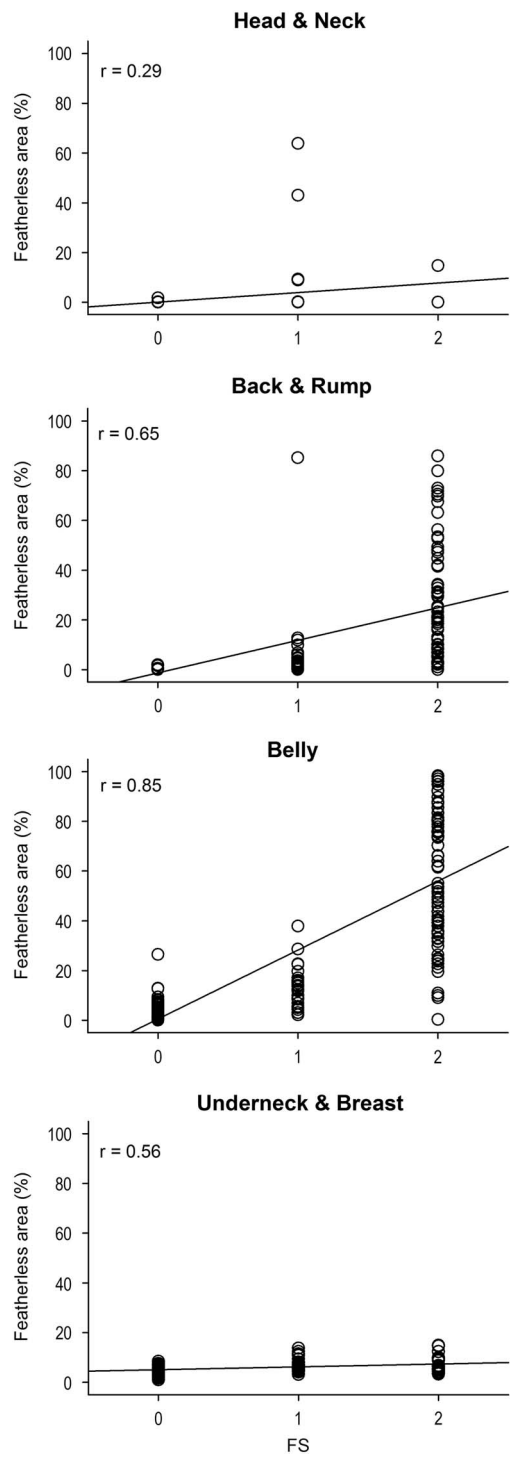 Head & Neck
r = 0.29
Featherless area (%)
100
80
60
40
20
0
0 1 2
Back & Rump
r = 0.65
Featherless area (%)
100
80
60
40
20
0
0 1 2
Belly
r = 0.85
Featherless area (%)
100
80
60
40
20
0
0 1 2
Underneck & Breast
r = 0.56
Featherless area (%)
100
80
60
40
20
0
0 1 2
FS